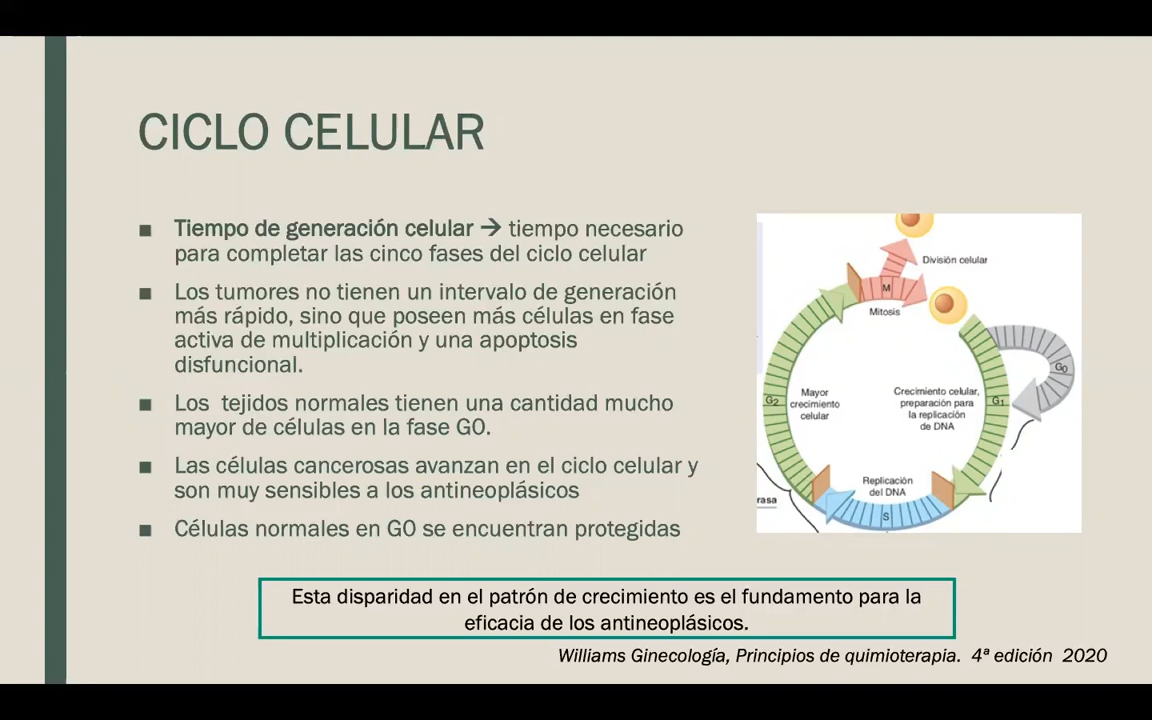 CICLO CELULAR
■ Tiempo de generación celular → tiempo necesario
para completar las cinco fases del ciclo celular
■ Los tumores no tienen un intervalo de generación
más rápido, sino que poseen más células en fase
activa de multiplicación y una apoptosis
disfuncional.
■ Los tejidos normales tienen una cantidad mucho
mayor de células en la fase G0.
■ Las células cancerosas avanzan en el ciclo celular y
son muy sensibles a los antineoplásicos
■ Células normales en G0 se encuentran protegidas
División celular
M
Mitosis
G0
G2
Mayor
crecimiento
celular
Crecimiento celular,
preparación para
la replicación
de DNA
G1
Replicación
del DNA
rasa
S
Esta disparidad en el patrón de crecimiento es el fundamento para la
eficacia de los antineoplásicos.
Williams Ginecología, Principios de quimioterapia. 4ª edición 2020